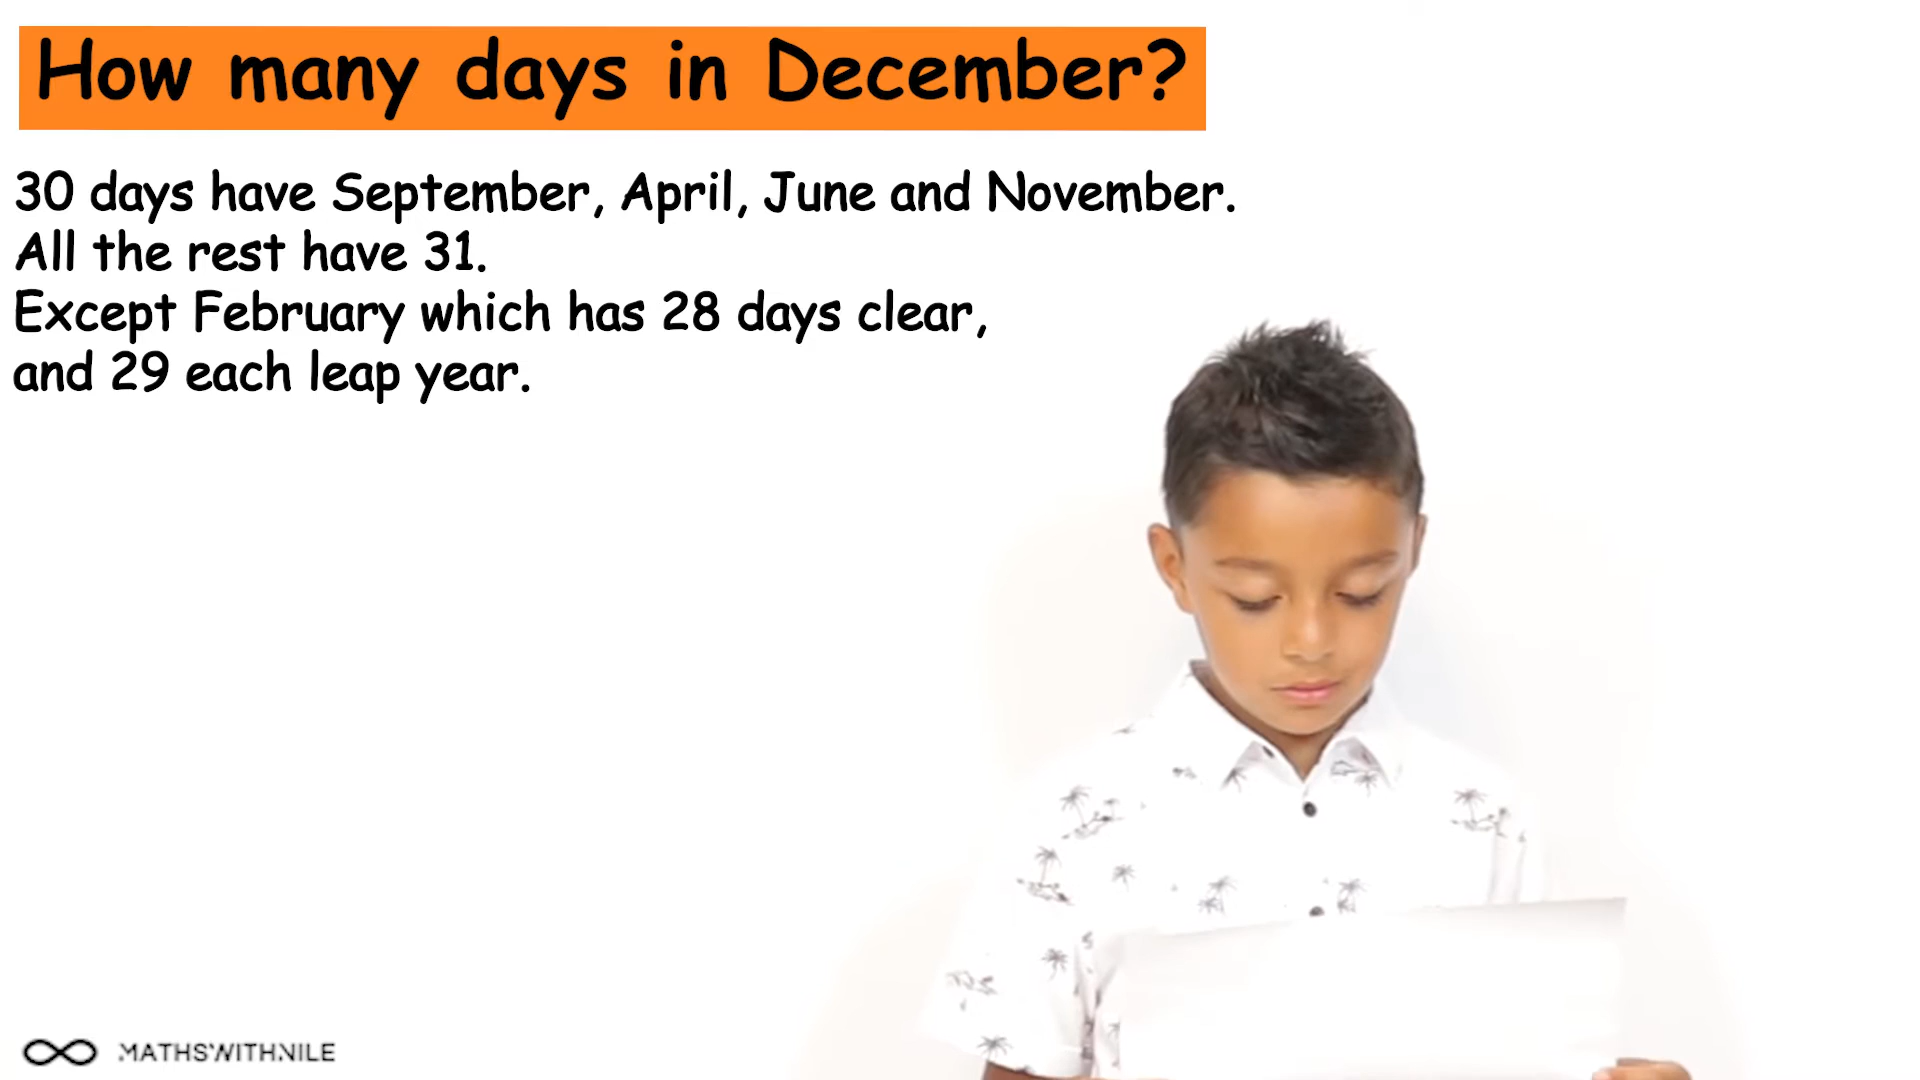 How many days in December?
30 days have September, April, June and November.
All the rest have 31.
Except February which has 28 days clear,
and 29 each leap year.
MATHSWITHNILE